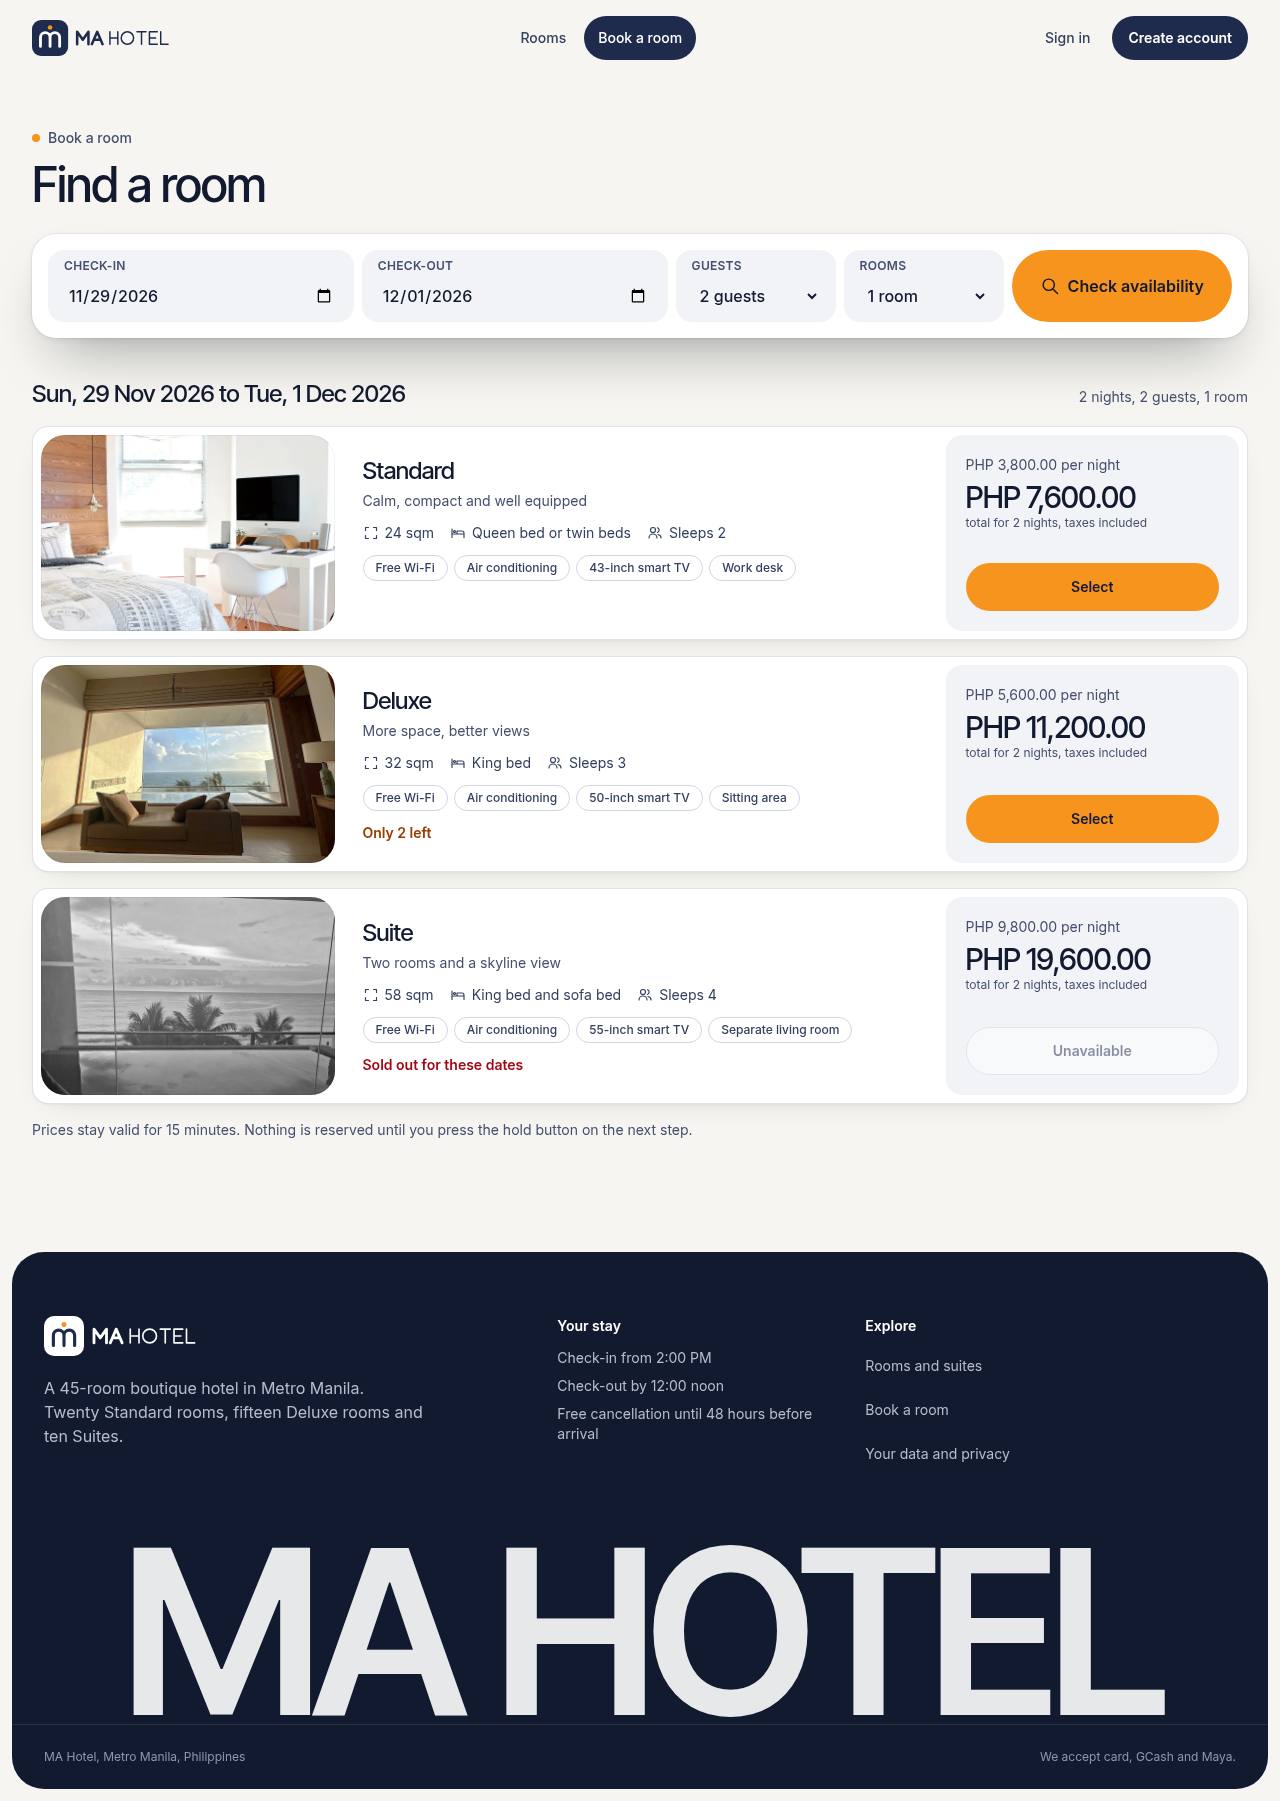 MA HOTEL
Rooms
Book a room
Sign in
Create account
Book a room
Find a room
CHECK-IN
11/29/2026
CHECK-OUT
12/01/2026
GUESTS
2 guests
ROOMS
1 room
Check availability
Sun, 29 Nov 2026 to Tue, 1 Dec 2026
2 nights, 2 guests, 1 room
Standard
Calm, compact and well equipped
24 sqm
Queen bed or twin beds
Sleeps 2
Free Wi-Fi
Air conditioning
43-inch smart TV
Work desk
PHP 3,800.00 per night
PHP 7,600.00
total for 2 nights, taxes included
Select
Deluxe
More space, better views
32 sqm
King bed
Sleeps 3
Free Wi-Fi
Air conditioning
50-inch smart TV
Sitting area
Only 2 left
PHP 5,600.00 per night
PHP 11,200.00
total for 2 nights, taxes included
Select
Suite
Two rooms and a skyline view
58 sqm
King bed and sofa bed
Sleeps 4
Free Wi-Fi
Air conditioning
55-inch smart TV
Separate living room
Sold out for these dates
PHP 9,800.00 per night
PHP 19,600.00
total for 2 nights, taxes included
Unavailable
Prices stay valid for 15 minutes. Nothing is reserved until you press the hold button on the next step.
MA HOTEL
A 45-room boutique hotel in Metro Manila.
Twenty Standard rooms, fifteen Deluxe rooms and
ten Suites.
Your stay
Check-in from 2:00 PM
Check-out by 12:00 noon
Free cancellation until 48 hours before
arrival
Explore
Rooms and suites
Book a room
Your data and privacy
MA HOTEL
MA Hotel, Metro Manila, Philippines
We accept card, GCash and Maya.